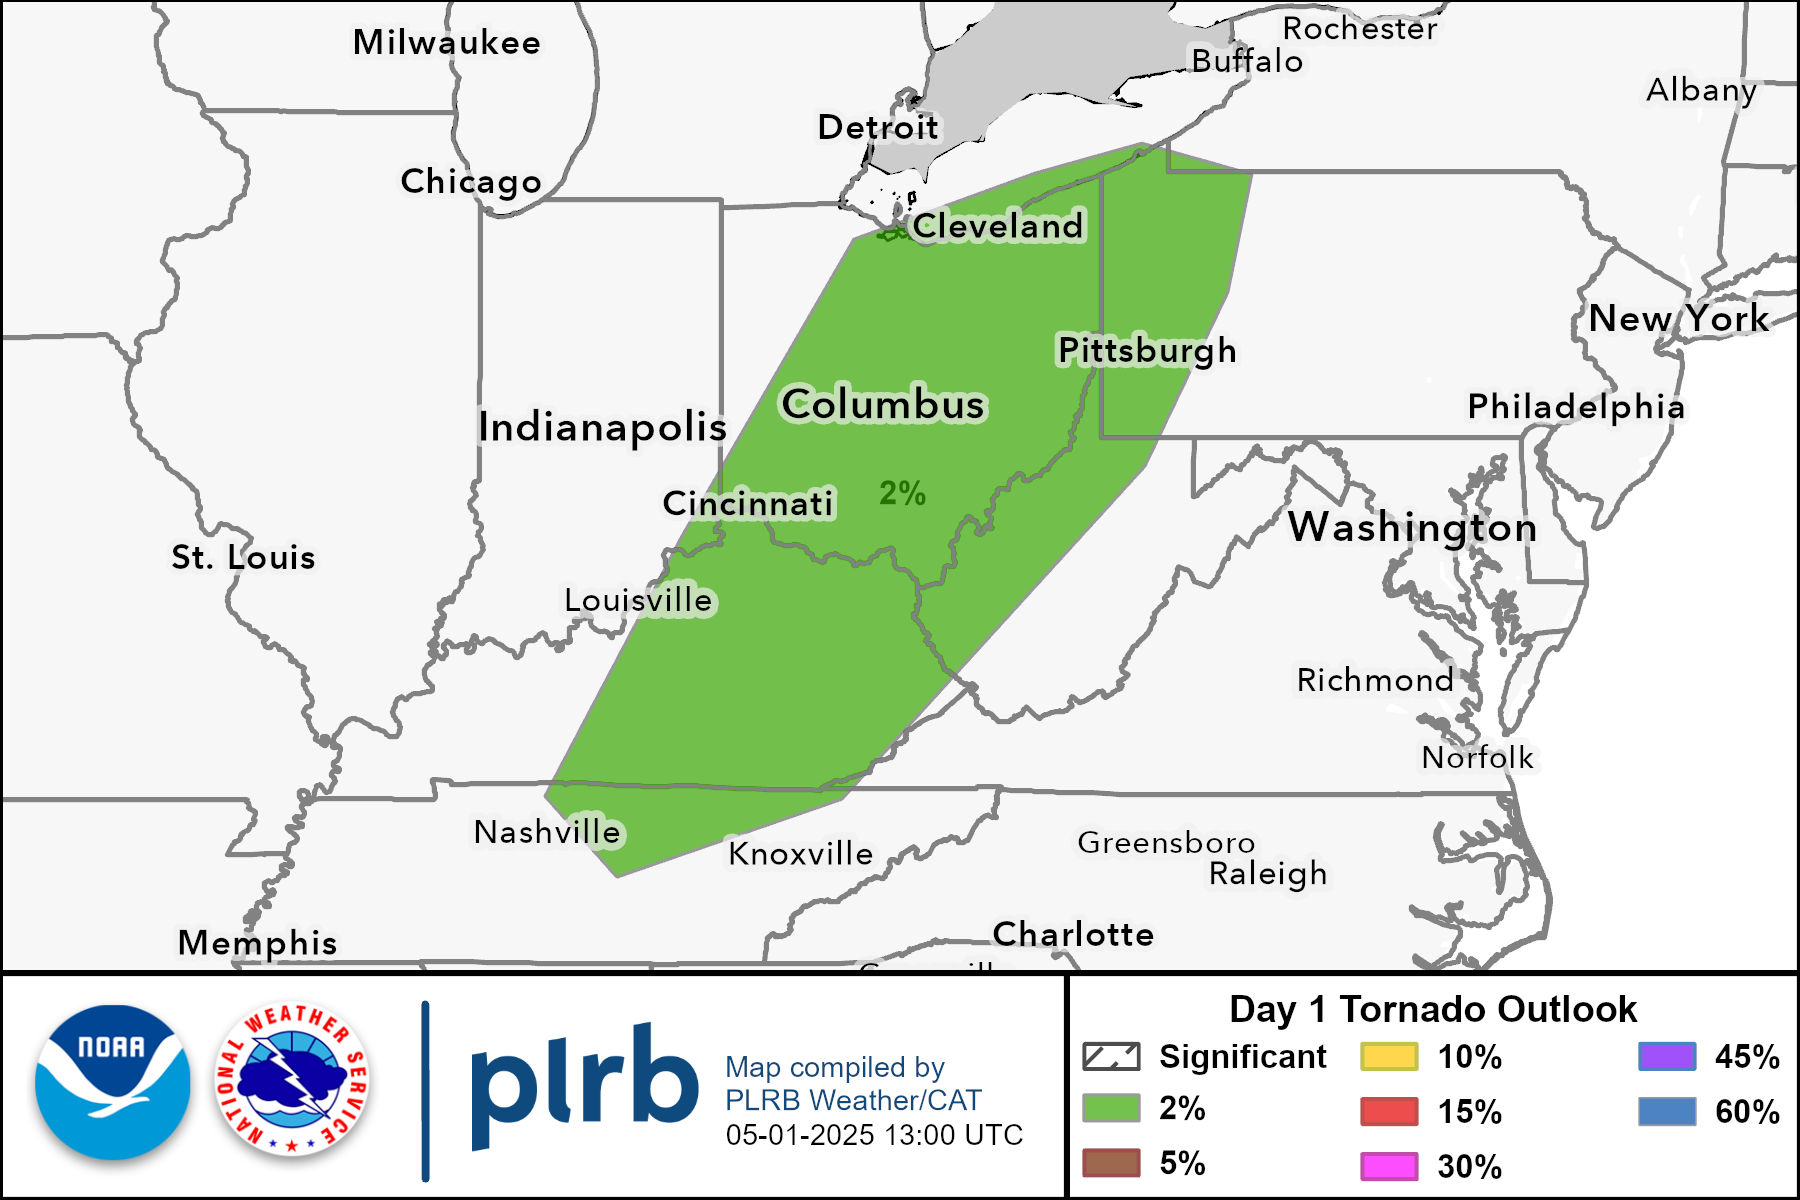 Rochester
Milwaukee
Buffalo
Albany
Detroit
Chicago
Cleveland
New York
Pittsburgh
Columbus
Philadelphia
Indianapolis
2%
Cincinnati
Washington
St. Louis
Louisville
Richmond
Norfolk
Nashville
Knoxville
Greensboro
Raleigh
Charlotte
Memphis
NOAA
NATIONAL WEATHER SERVICE
plrb
Map compiled by
PLRB Weather/CAT
05-01-2025 13:00 UTC
Day 1 Tornado Outlook
Significant
2%
5%
10%
15%
30%
45%
60%